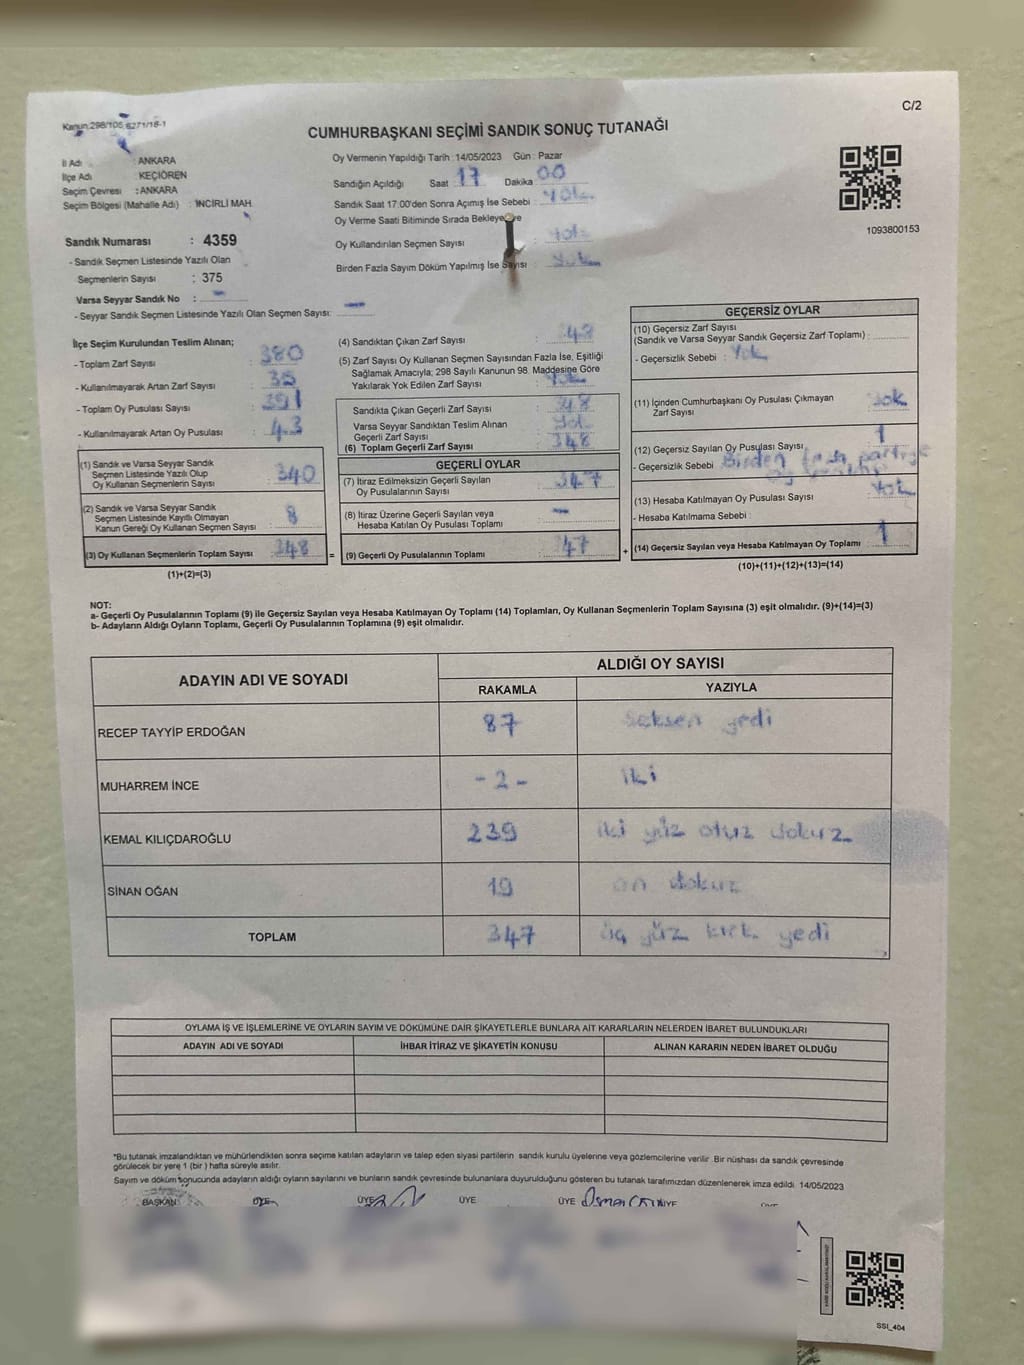 C/2
Kanun:298/105, 6271/18-1
CUMHURBAŞKANI SEÇİMİ SANDIK SONUÇ TUTANAĞI
İl Adı : ANKARA
İlçe Adı : KEÇİÖREN
Seçim Çevresi : ANKARA
Seçim Bölgesi (Mahalle Adı) : İNCİRLİ MAH.
Sandık Numarası : 4359
- Sandık Seçmen Listesinde Yazılı Olan
Seçmenlerin Sayısı : 375
Varsa Seyyar Sandık No : -
- Seyyar Sandık Seçmen Listesinde Yazılı Olan Seçmen Sayısı: -
Oy Vermenin Yapıldığı Tarih :14/05/2023 Gün : Pazar
Sandığın Açıldığı Saat 17 Dakika 00
Sandık Saat 17:00'den Sonra Açımış İse Sebebi : Yok
Oy Verme Saati Bitiminde Sırada Bekleyen
Oy Kullandırılan Seçmen Sayısı : Yok
Birden Fazla Sayım Döküm Yapılmış İse Sayısı : Yok
1093800153
İlçe Seçim Kurulundan Teslim Alınan;
- Toplam Zarf Sayısı : 380
- Kullanılmayarak Artan Zarf Sayısı :
- Toplam Oy Pusulası Sayısı : 391
- Kullanılmayarak Artan Oy Pusulası : 43
(1) Sandık ve Varsa Seyyar Sandık
Seçmen Listesinde Yazılı Olup
Oy Kullanan Seçmenlerin Sayısı : 340
(2) Sandık ve Varsa Seyyar Sandık
Seçmen Listesinde Kayıtlı Olmayan
Kanun Gereği Oy Kullanan Seçmen Sayısı : 8
(3) Oy Kullanan Seçmenlerin Toplam Sayısı : 348
(1)+(2)=(3)
(4) Sandıktan Çıkan Zarf Sayısı :
(5) Zarf Sayısı Oy Kullanan Seçmen Sayısından Fazla İse, Eşitliği
Sağlamak Amacıyla; 298 Sayılı Kanunun 98. Maddesine Göre
Yakılarak Yok Edilen Zarf Sayısı : Yok
Sandıkta Çıkan Geçerli Zarf Sayısı : 348
Varsa Seyyar Sandıktan Teslim Alınan
Geçerli Zarf Sayısı : Yok
(6) Toplam Geçerli Zarf Sayısı : 348
GEÇERLİ OYLAR
(7) İtiraz Edilmeksizin Geçerli Sayılan
Oy Pusulalarının Sayısı : 347
(8) İtiraz Üzerine Geçerli Sayılan veya
Hesaba Katılan Oy Pusulası Toplamı : -
= (9) Geçerli Oy Pusulalarının Toplamı : 347
GEÇERSİZ OYLAR
(10) Geçersiz Zarf Sayısı
(Sandık ve Varsa Seyyar Sandık Geçersiz Zarf Toplamı) :
- Geçersizlik Sebebi : Yok
(11) İçinden Cumhurbaşkanı Oy Pusulası Çıkmayan
Zarf Sayısı : Yok
(12) Geçersiz Sayılan Oy Pusulası Sayısı : 1
- Geçersizlik Sebebi : Birden fazla partiye
(13) Hesaba Katılmayan Oy Pusulası Sayısı : Yok
- Hesaba Katılmama Sebebi :
+ (14) Geçersiz Sayılan veya Hesaba Katılmayan Oy Toplamı : 1
(10)+(11)+(12)+(13)=(14)
NOT:
a- Geçerli Oy Pusulalarının Toplamı (9) ile Geçersiz Sayılan veya Hesaba Katılmayan Oy Toplamı (14) Toplamları, Oy Kullanan Seçmenlerin Toplam Sayısına (3) eşit olmalıdır. (9)+(14)=(3)
b- Adayların Aldığı Oyların Toplamı, Geçerli Oy Pusulalarının Toplamına (9) eşit olmalıdır.
ADAYIN ADI VE SOYADI ALDIĞI OY SAYISI
RAKAMLA YAZIYLA
RECEP TAYYİP ERDOĞAN 87 seksen yedi
MUHARREM İNCE - 2 - iki
KEMAL KILIÇDAROĞLU 239 iki yüz otuz dokuz
SİNAN OĞAN 19 on dokuz
TOPLAM 347 üç yüz kırk yedi
OYLAMA İŞ VE İŞLEMLERİNE VE OYLARIN SAYIM VE DÖKÜMÜNE DAİR ŞİKAYETLERLE BUNLARA AİT KARARLARIN NELERDEN İBARET BULUNDUKLARI
ADAYIN ADI VE SOYADI İHBAR İTİRAZ VE ŞİKAYETİN KONUSU ALINAN KARARIN NEDEN İBARET OLDUĞU
*Bu tutanak imzalandıktan ve mühürlendikten sonra seçime katılan adayların ve talep eden siyasi partilerin sandık kurulu üyelerine veya gözlemcilerine verilir. Bir nüshası da sandık çevresinde
görülecek bir yere 1 (bir ) hafta süreyle asılır.
Sayım ve döküm sonucunda adayların aldığı oyların sayılarını ve bunların sandık çevresinde bulunanlara duyurulduğunu gösteren bu tutanak tarafımızdan düzenlenerek imza edildi. 14/05/2023
BAŞKAN ÜYE ÜYE ÜYE ÜYE ÜYE
SSI_404